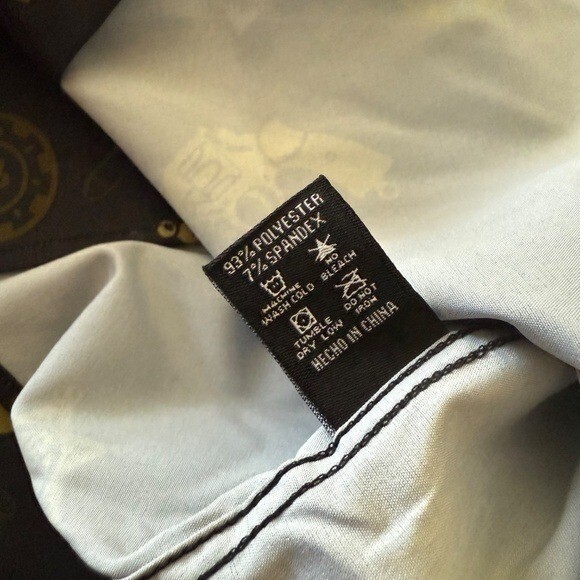 93% POLYESTER
7% SPANDEX
MACHINE
WASH COLD
NO
BLEACH
TUMBLE
DRY LOW
DO NOT
IRON
HECHO IN CHINA